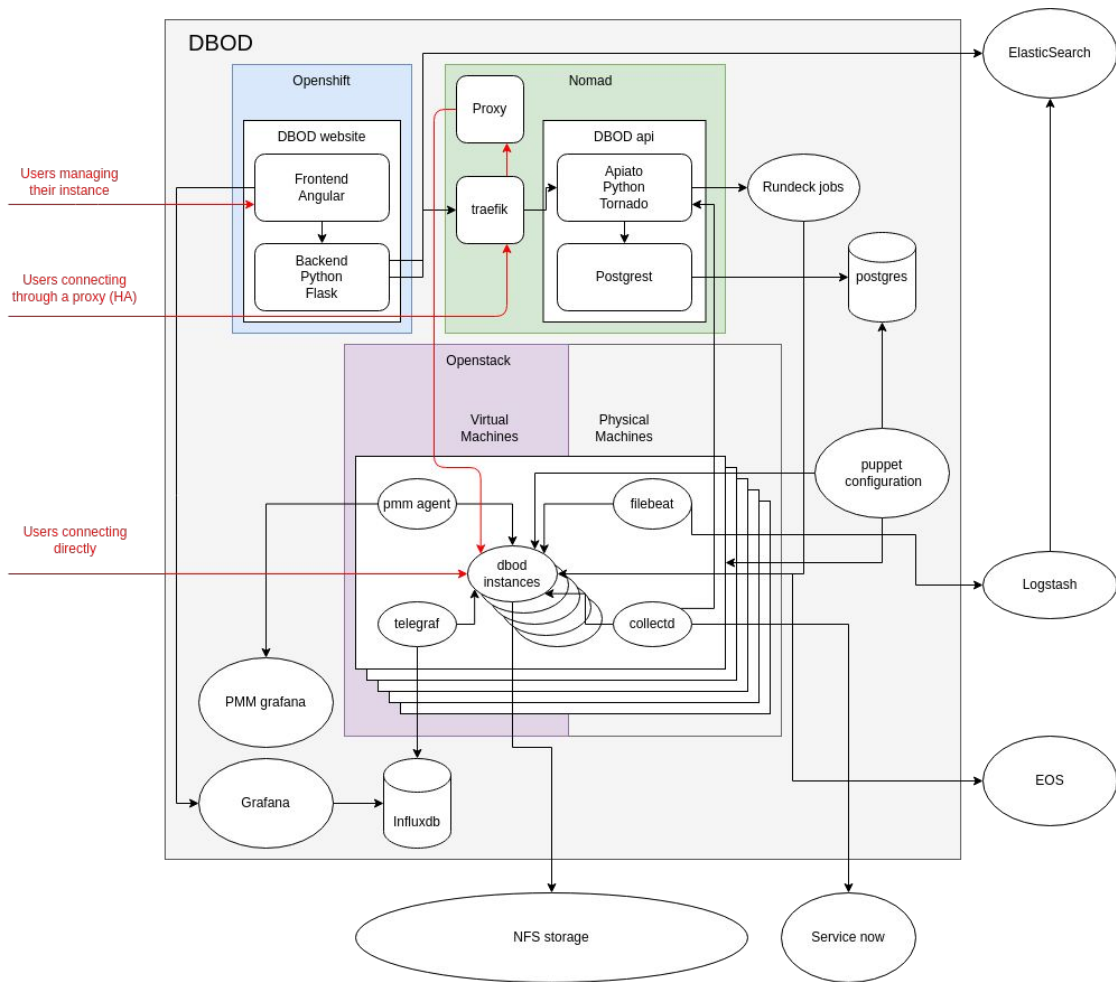 DBOD
Openshift
DBOD website
Frontend
Angular
Backend
Python
Flask
Nomad
Proxy
traefik
DBOD api
Apiato
Python
Tornado
Postgrest
Rundeck jobs
postgres
ElasticSearch
Users managing
their instance
Users connecting
through a proxy (HA)
Users connecting
directly
Openstack
Virtual
Machines
Physical
Machines
pmm agent
filebeat
dbod
instances
telegraf
collectd
puppet
configuration
Logstash
PMM grafana
Grafana
Influxdb
EOS
NFS storage
Service now